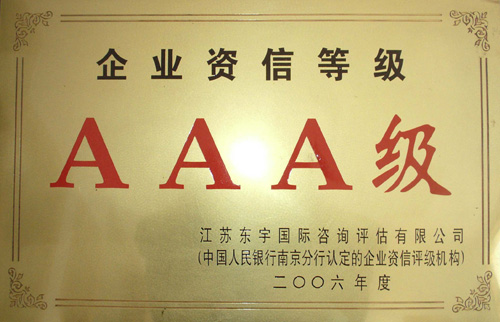 企业资信等级
AAA级
江苏东宇国际咨询评估有限公司
(中国人民银行南京分行认定的企业资信评级机构)
二〇〇六年度